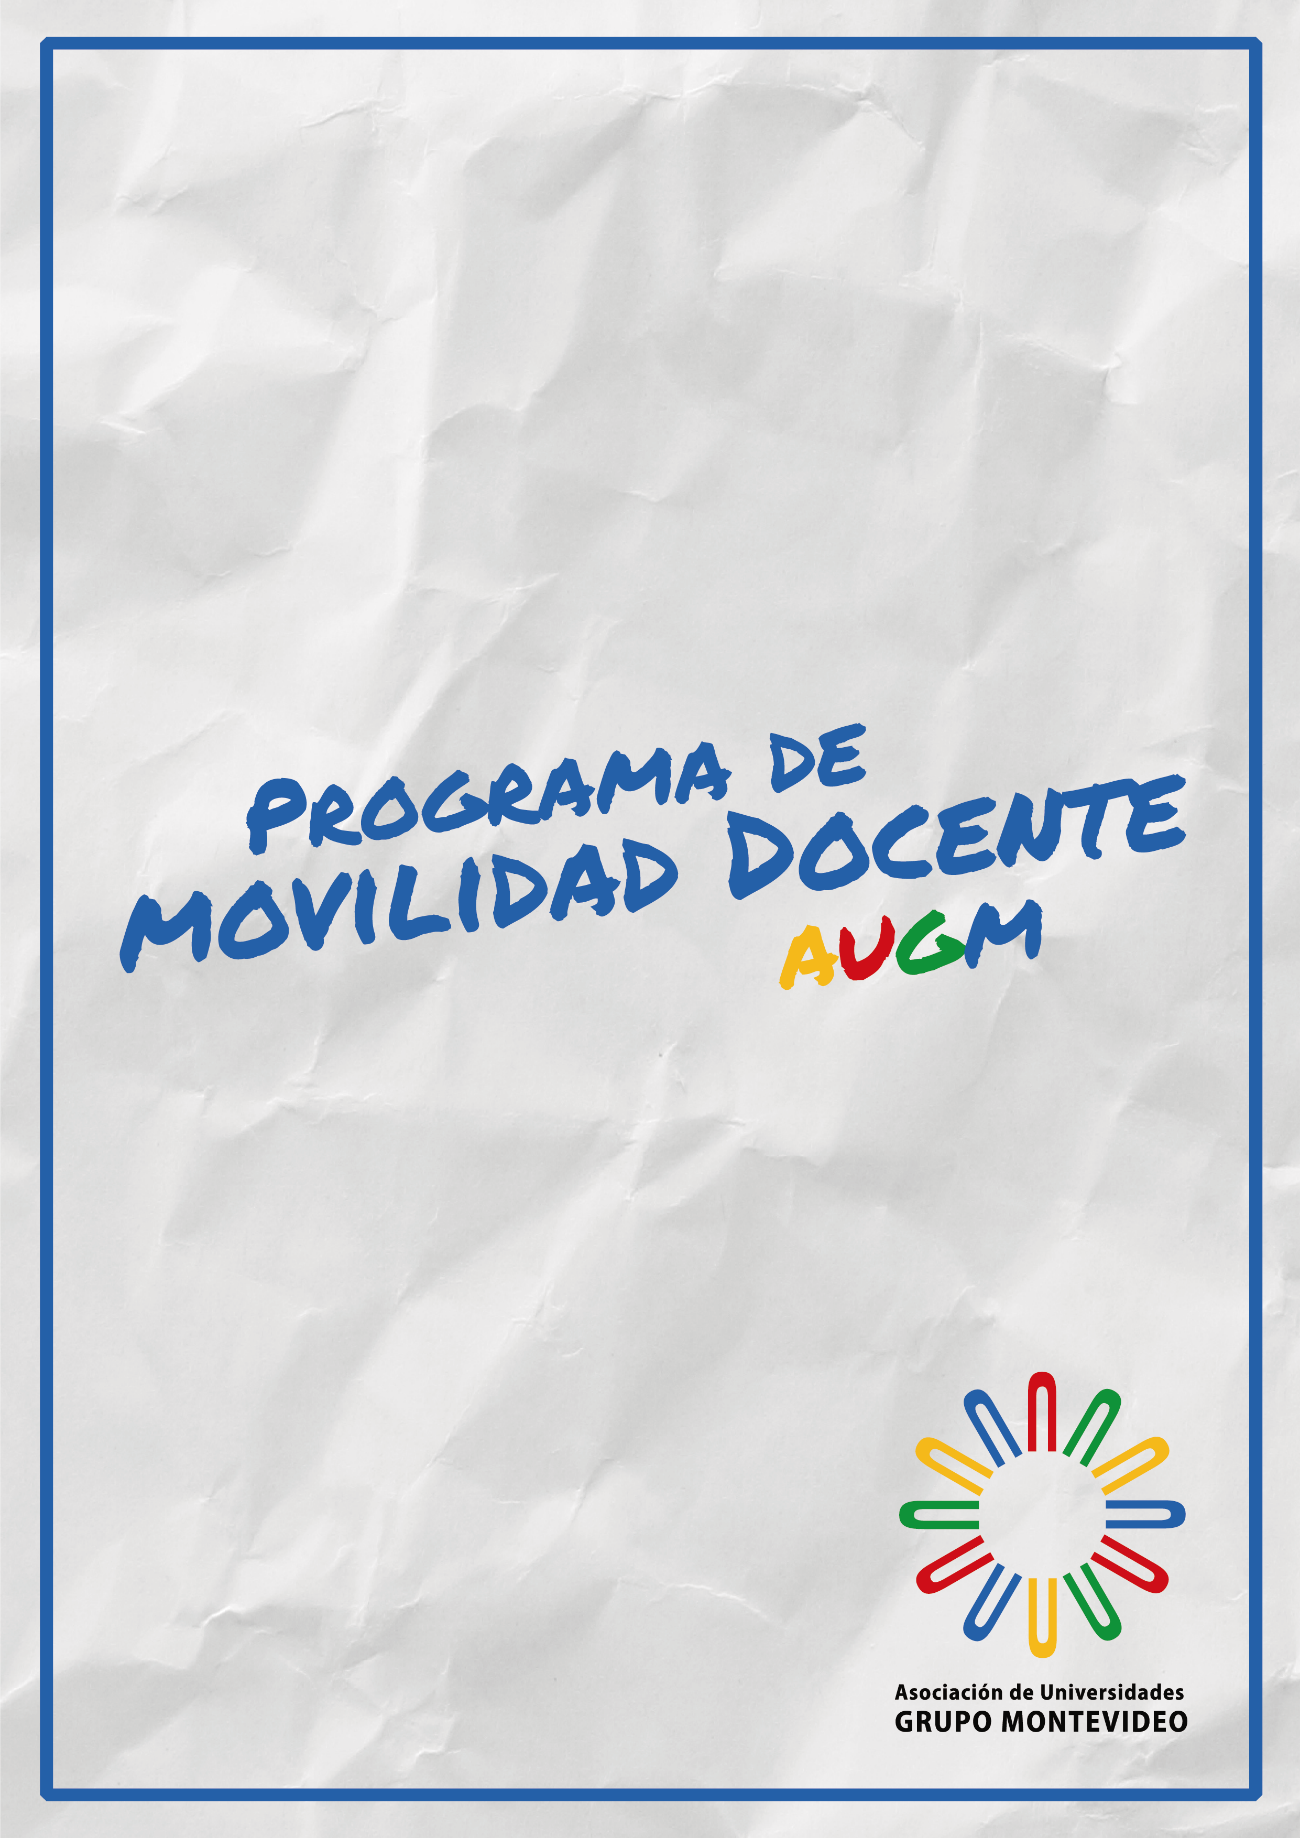 PROGRAMA DE
MOVILIDAD DOCENTE
AUGM
Asociación de Universidades
GRUPO MONTEVIDEO